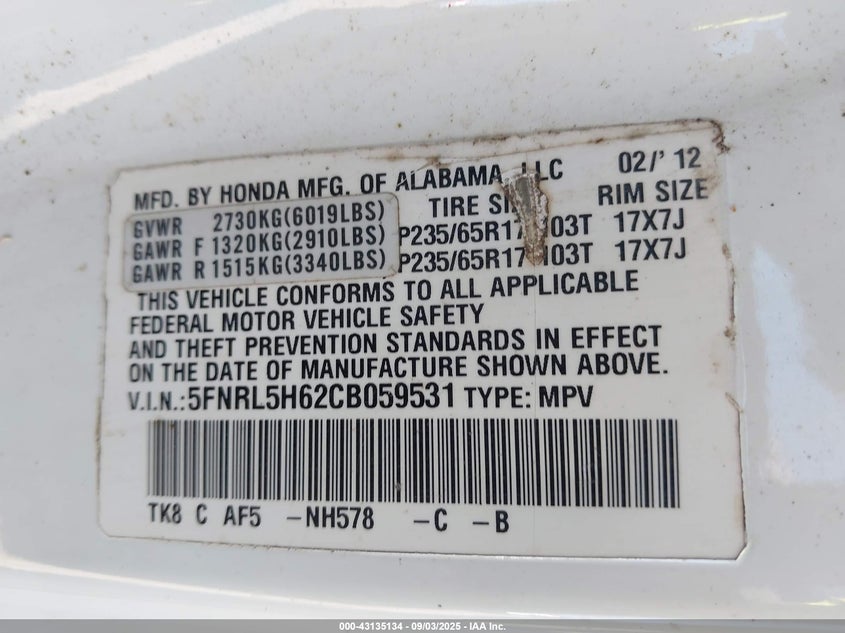 MFD. BY HONDA MFG. OF ALABAMA, LLC 02/' 12
GVWR 2730KG(6019LBS) TIRE RIM SIZE
GAWR F 1320KG(2910LBS) P235/65R17 103T 17X7J
GAWR R 1515KG(3340LBS) P235/65R17 103T 17X7J
THIS VEHICLE CONFORMS TO ALL APPLICABLE
FEDERAL MOTOR VEHICLE SAFETY
AND THEFT PREVENTION STANDARDS IN EFFECT
ON THE DATE OF MANUFACTURE SHOWN ABOVE.
V.I.N.:5FNRL5H62CB059531 TYPE: MPV
TK8 C AF5 -NH578 -C -B
000-43135134 - 09/03/2025 - IAA Inc.